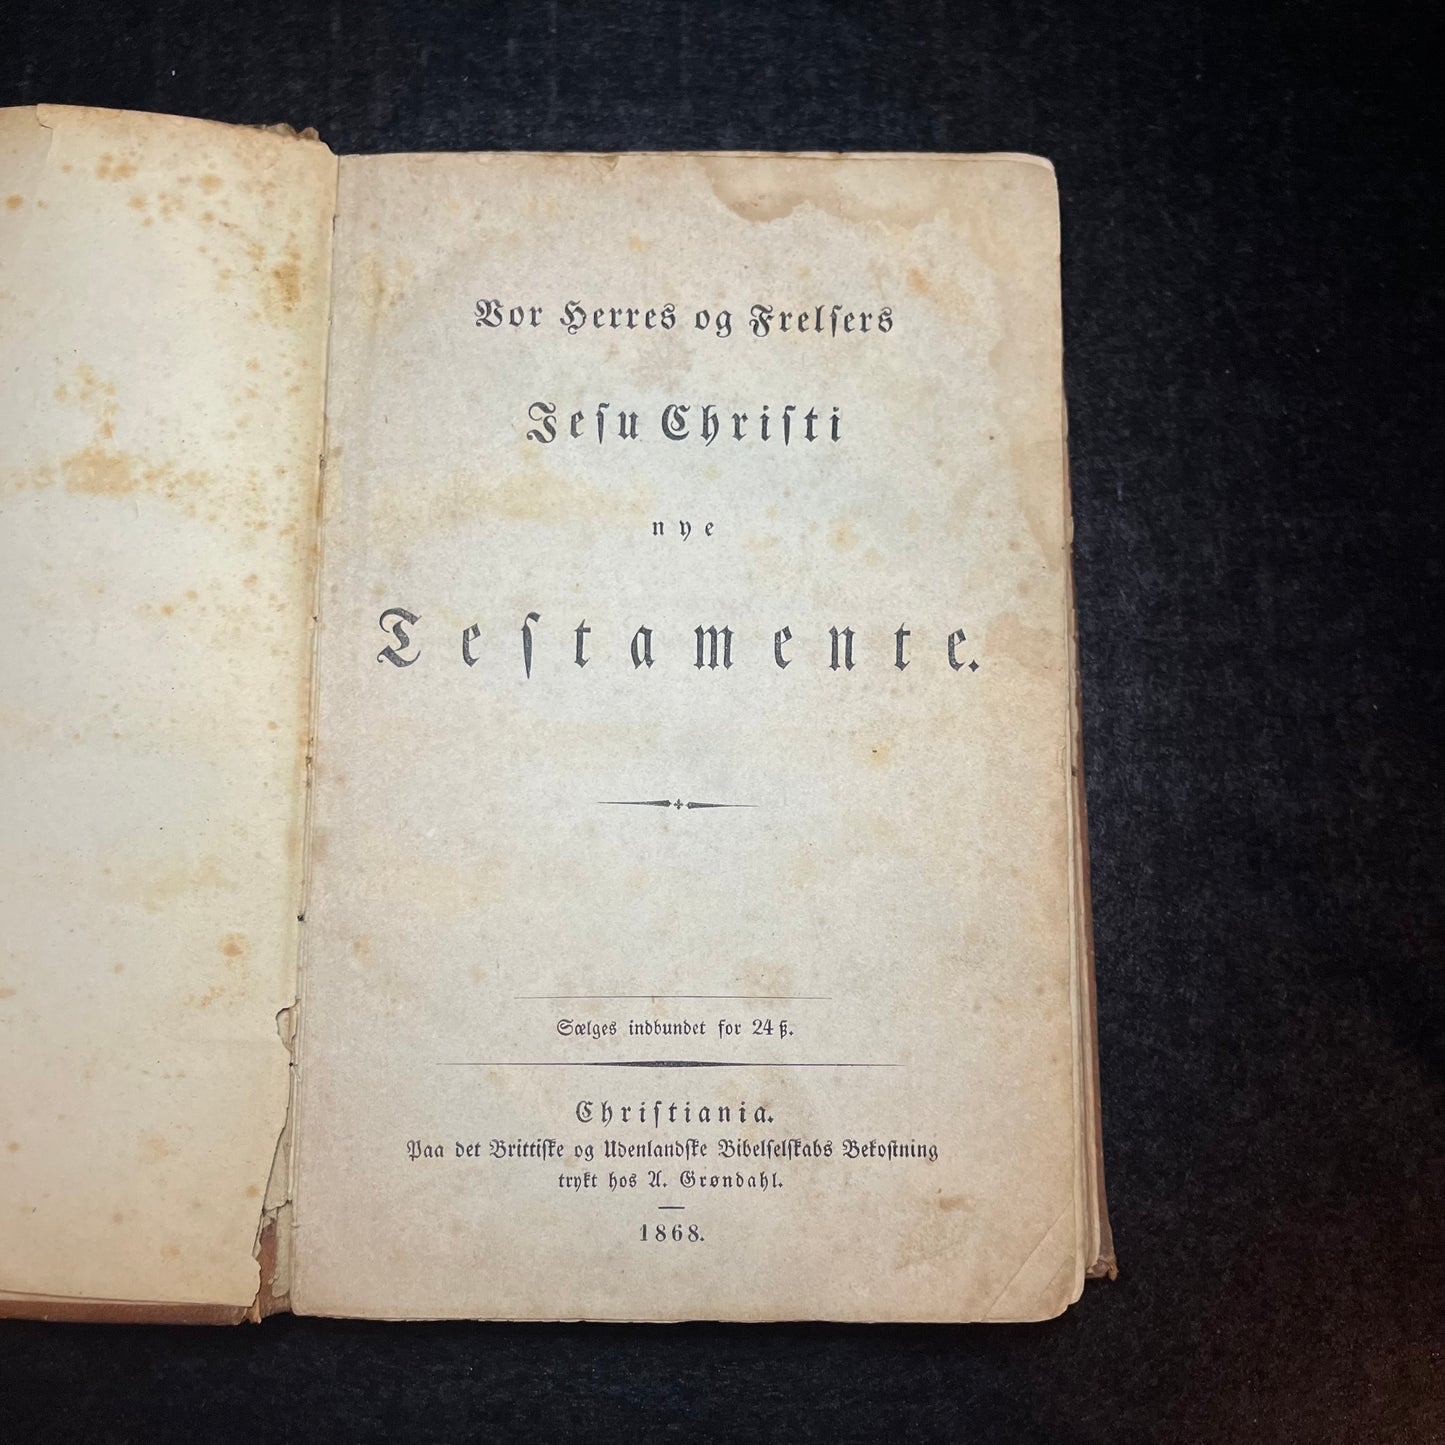 Vor Herres og Frelſers
Jeſu Chriſti
nye
Teſtamente.
Sælges indbundet for 24 ß.
Chriſtiania.
Paa det Brittiſke og Udenlandſke Bibelſelſkabs Bekoſtning
trykt hos A. Grøndahl.
1868.